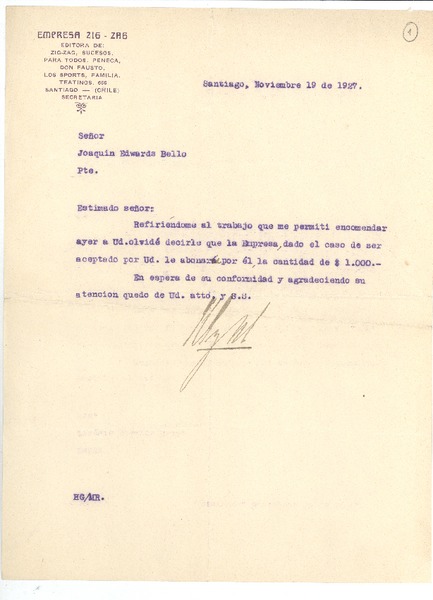 EMPRESA ZIG - ZAG
EDITORA DE:
ZIG-ZAG, SUCESOS,
PARA TODOS, PENECA,
DON FAUSTO,
LOS SPORTS, FAMILIA,
TEATINOS, 666
SANTIAGO — (CHILE)
SECRETARIA
1
Santiago, Noviembre 19 de 1927.
Señor
Joaquin Edwards Bello
Pte.
Estimado señor:
Refiriéndome al trabajo que me permití encomendar
ayer a Ud.olvidé decirle que la Empresa,dado el caso de ser
aceptado por Ud. le abonará por él la cantidad de $ 1.000.-
En espera de su conformidad y agradeciendo su
atencion quedo de Ud. atto, y S.S.
HG/MR.